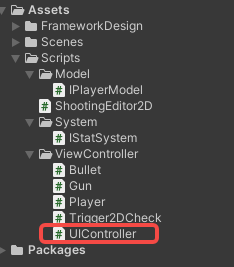 Assets
FrameworkDesign
Scenes
Scripts
Model
IPlayerModel
ShootingEditor2D
System
IStatSystem
ViewController
Bullet
Gun
Player
Trigger2DCheck
UIController
Packages